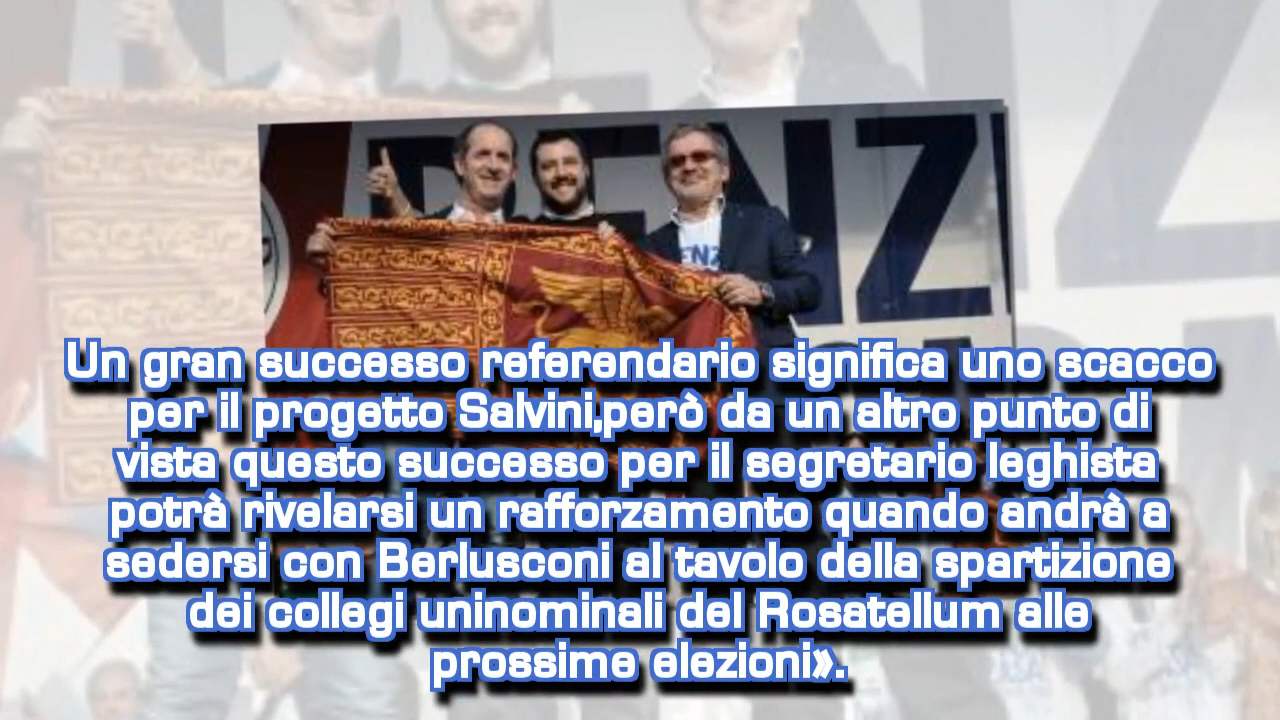 RENZI
ENZ
Un gran successo referendario significa uno scacco
per il progetto Salvini,però da un altro punto di
vista questo successo per il segretario leghista
potrà rivelarsi un rafforzamento quando andrà a
sedersi con Berlusconi al tavolo della spartizione
dei collegi uninominali del Rosatellum alle
prossime elezioni».